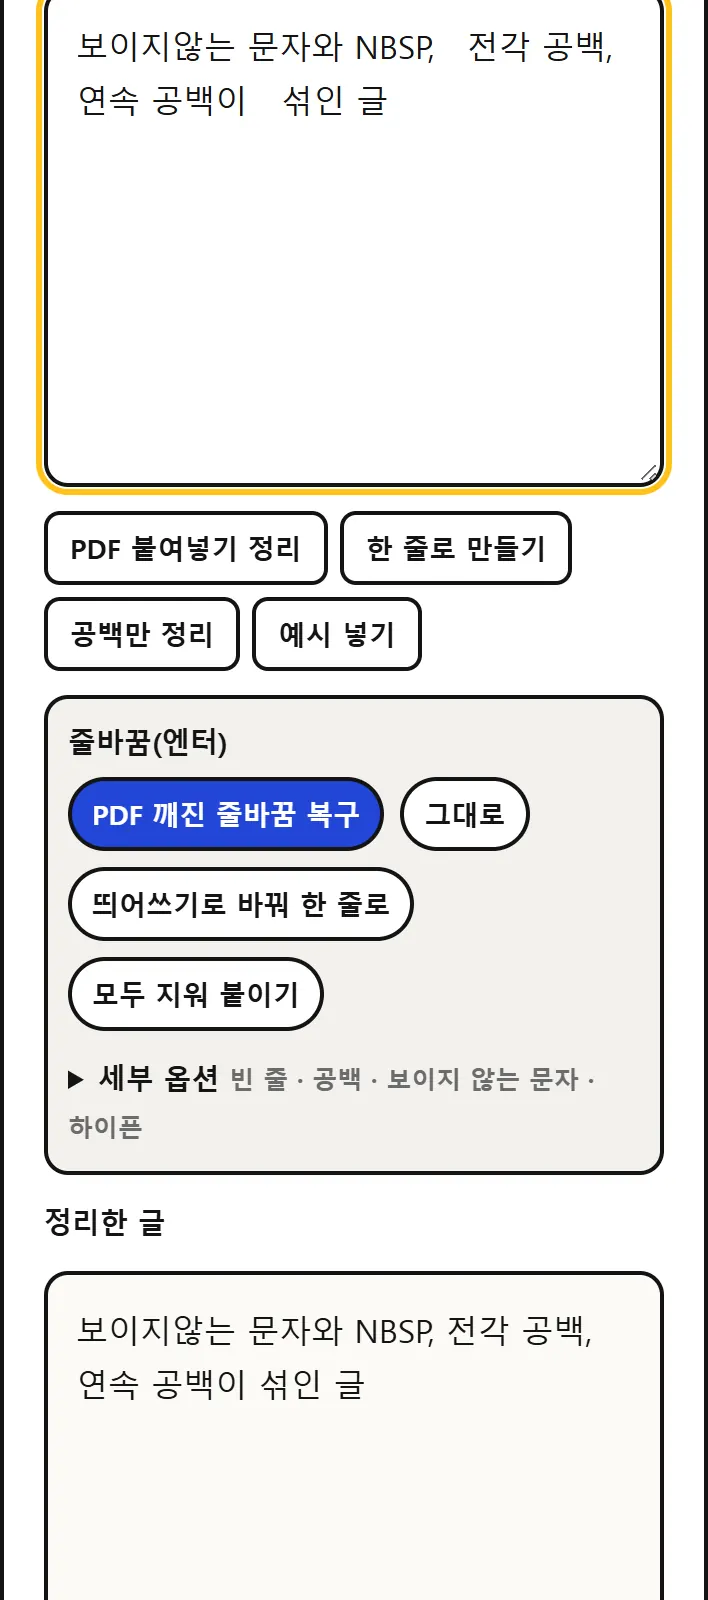 보이지않는 문자와 NBSP,　전각 공백,
연속 공백이   섞인 글
PDF 붙여넣기 정리
한 줄로 만들기
공백만 정리
예시 넣기
줄바꿈(엔터)
PDF 깨진 줄바꿈 복구
그대로
띄어쓰기로 바꿔 한 줄로
모두 지워 붙이기
▶ 세부 옵션 빈 줄 · 공백 · 보이지 않는 문자 ·
하이픈
정리한 글
보이지않는 문자와 NBSP, 전각 공백,
연속 공백이 섞인 글